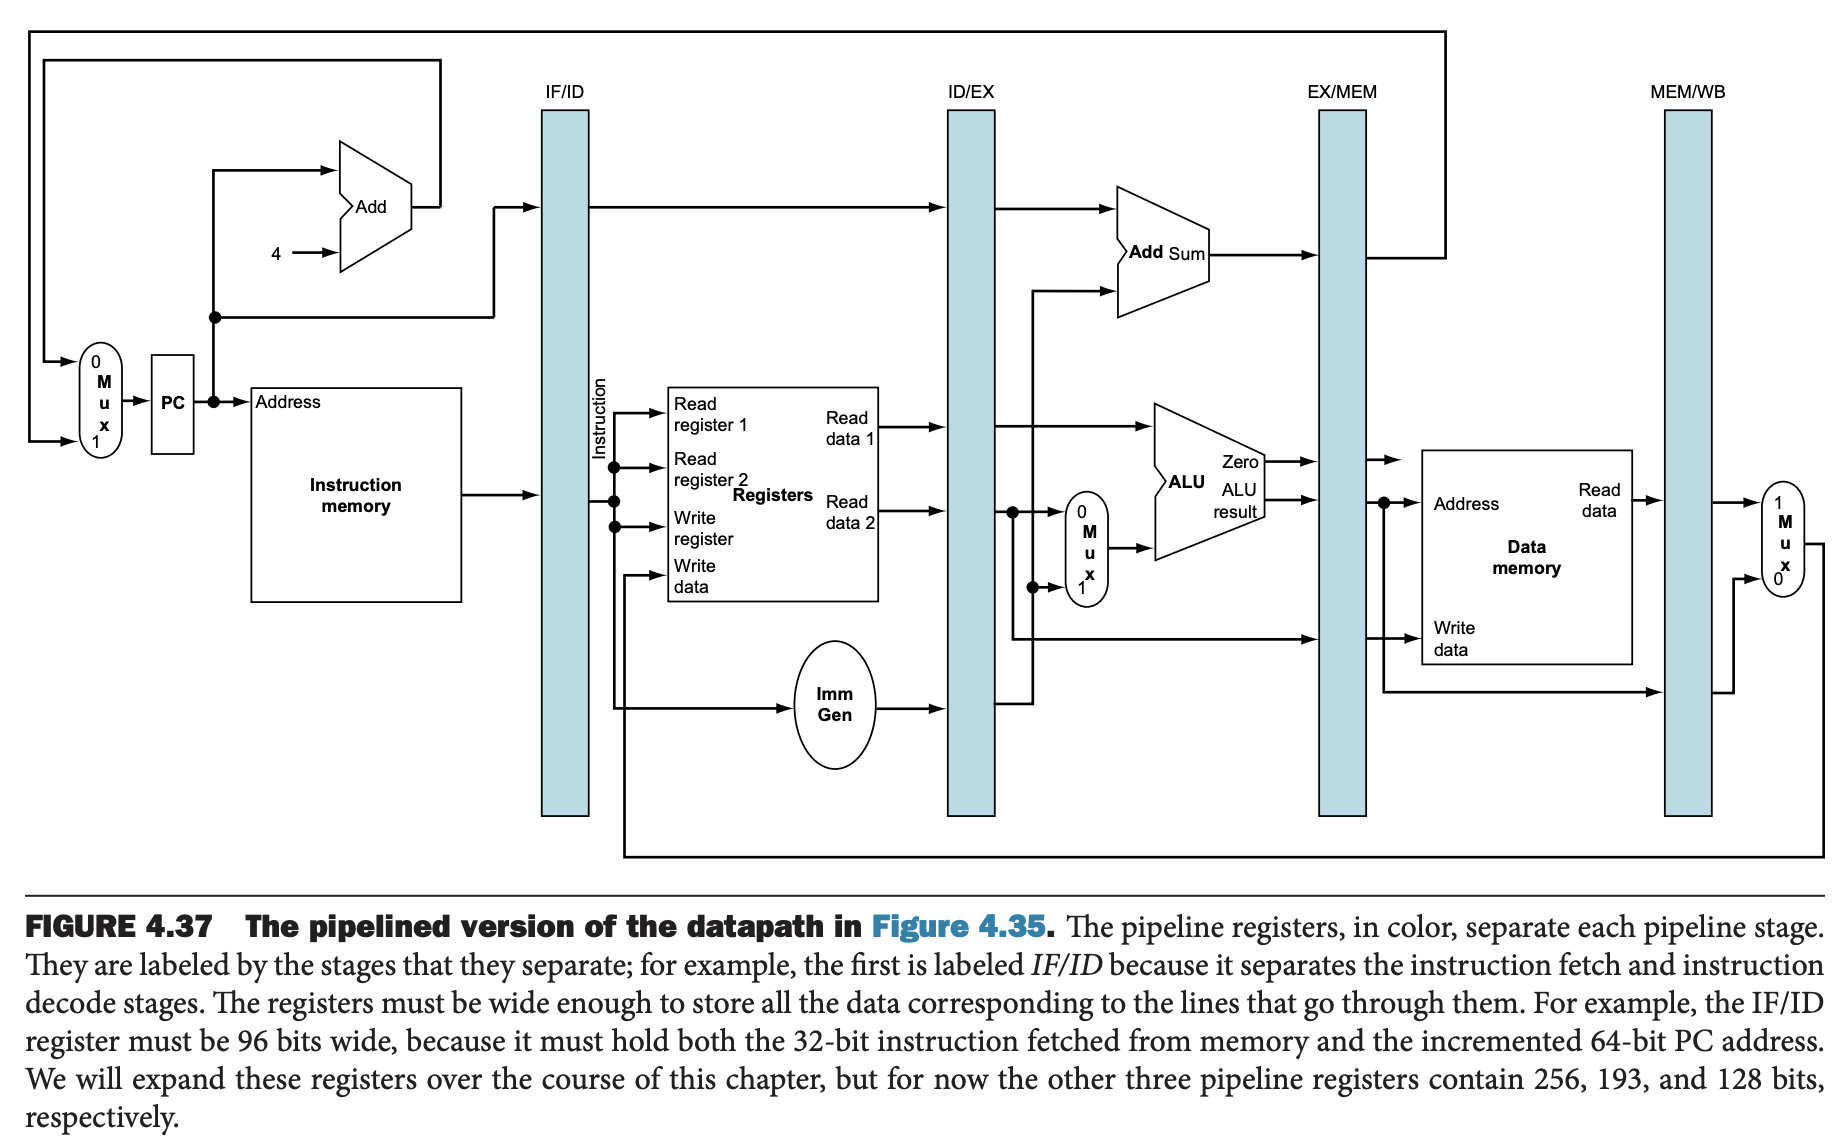 IF/ID
ID/EX
EX/MEM
MEM/WB
Add
4
Add Sum
0
M
u
x
1
PC
Address
Instruction
memory
Instruction
Read
register 1
Read
register 2
Write
register
Write
data
Registers
Read
data 1
Read
data 2
Imm
Gen
0
M
u
x
1
ALU
Zero
ALU
result
Address
Write
data
Data
memory
Read
data
1
M
u
x
0
FIGURE 4.37 The pipelined version of the datapath in Figure 4.35. The pipeline registers, in color, separate each pipeline stage.
They are labeled by the stages that they separate; for example, the first is labeled IF/ID because it separates the instruction fetch and instruction
decode stages. The registers must be wide enough to store all the data corresponding to the lines that go through them. For example, the IF/ID
register must be 96 bits wide, because it must hold both the 32-bit instruction fetched from memory and the incremented 64-bit PC address.
We will expand these registers over the course of this chapter, but for now the other three pipeline registers contain 256, 193, and 128 bits,
respectively.